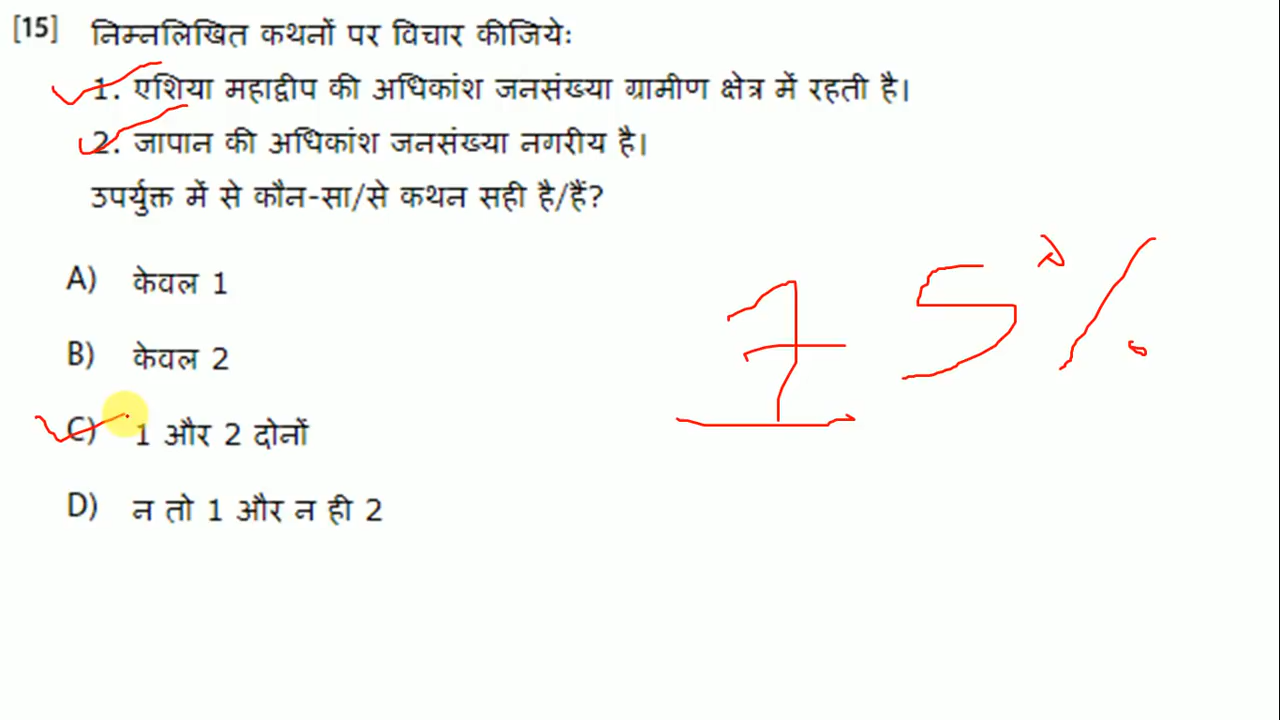 [15] निम्नलिखित कथनों पर विचार कीजियेः
1. एशिया महाद्वीप की अधिकांश जनसंख्या ग्रामीण क्षेत्र में रहती है।
2. जापान की अधिकांश जनसंख्या नगरीय है।
उपर्युक्त में से कौन-सा/से कथन सही है/हैं?
A) केवल 1
75%
B) केवल 2
C) 1 और 2 दोनों
D) न तो 1 और न ही 2